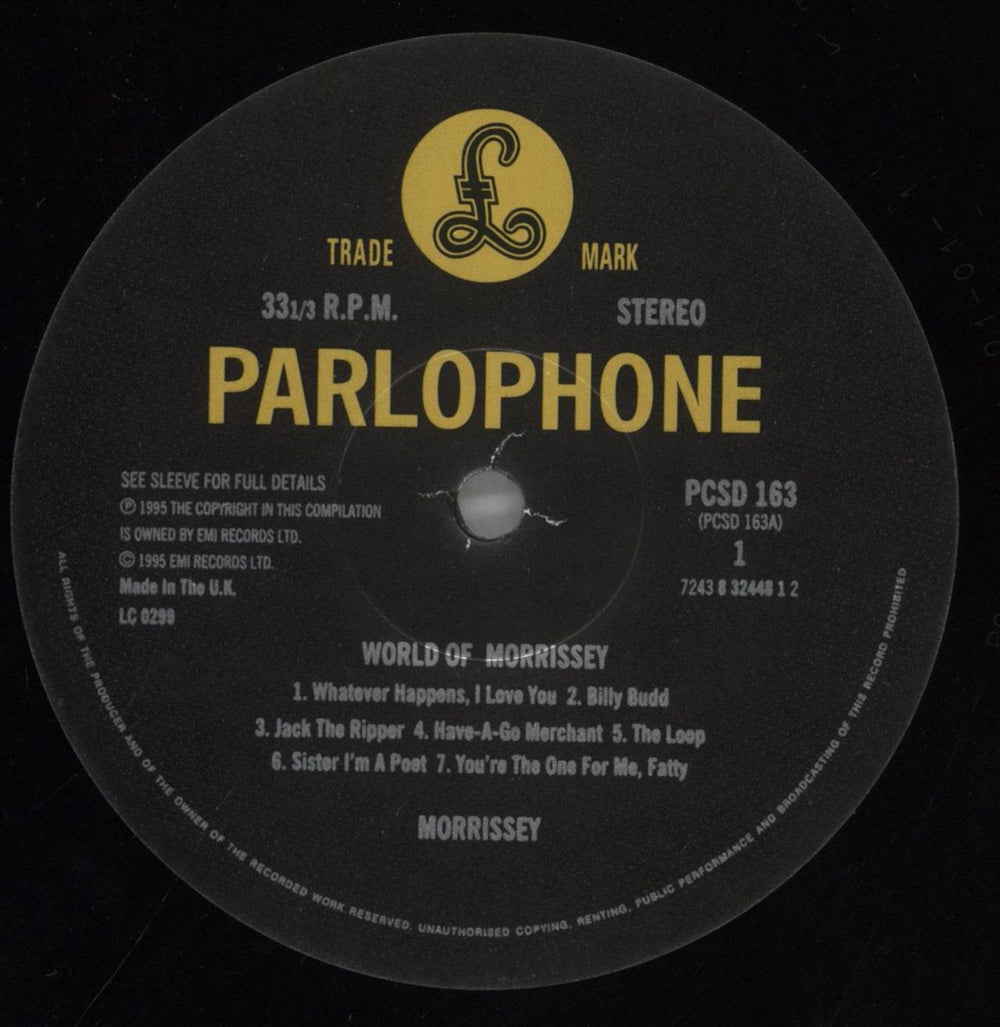 £
TRADE MARK
33 1/3 R.P.M. STEREO
PARLOPHONE
SEE SLEEVE FOR FULL DETAILS
Ⓟ 1995 THE COPYRIGHT IN THIS COMPILATION
IS OWNED BY EMI RECORDS LTD.
© 1995 EMI RECORDS LTD.
Made In The U.K.
LC 0299
PCSD 163
(PCSD 163A)
1
7243 8 32448 1 2
WORLD OF MORRISSEY
1. Whatever Happens, I Love You 2. Billy Budd
3. Jack The Ripper 4. Have-A-Go Merchant 5. The Loop
6. Sister I'm A Poet 7. You're The One For Me, Fatty
MORRISSEY
ALL RIGHTS OF THE PRODUCER AND OF THE OWNER OF THE RECORDED WORK RESERVED. UNAUTHORISED COPYING, RENTING, PUBLIC PERFORMANCE AND BROADCASTING OF THIS RECORD PROHIBITED